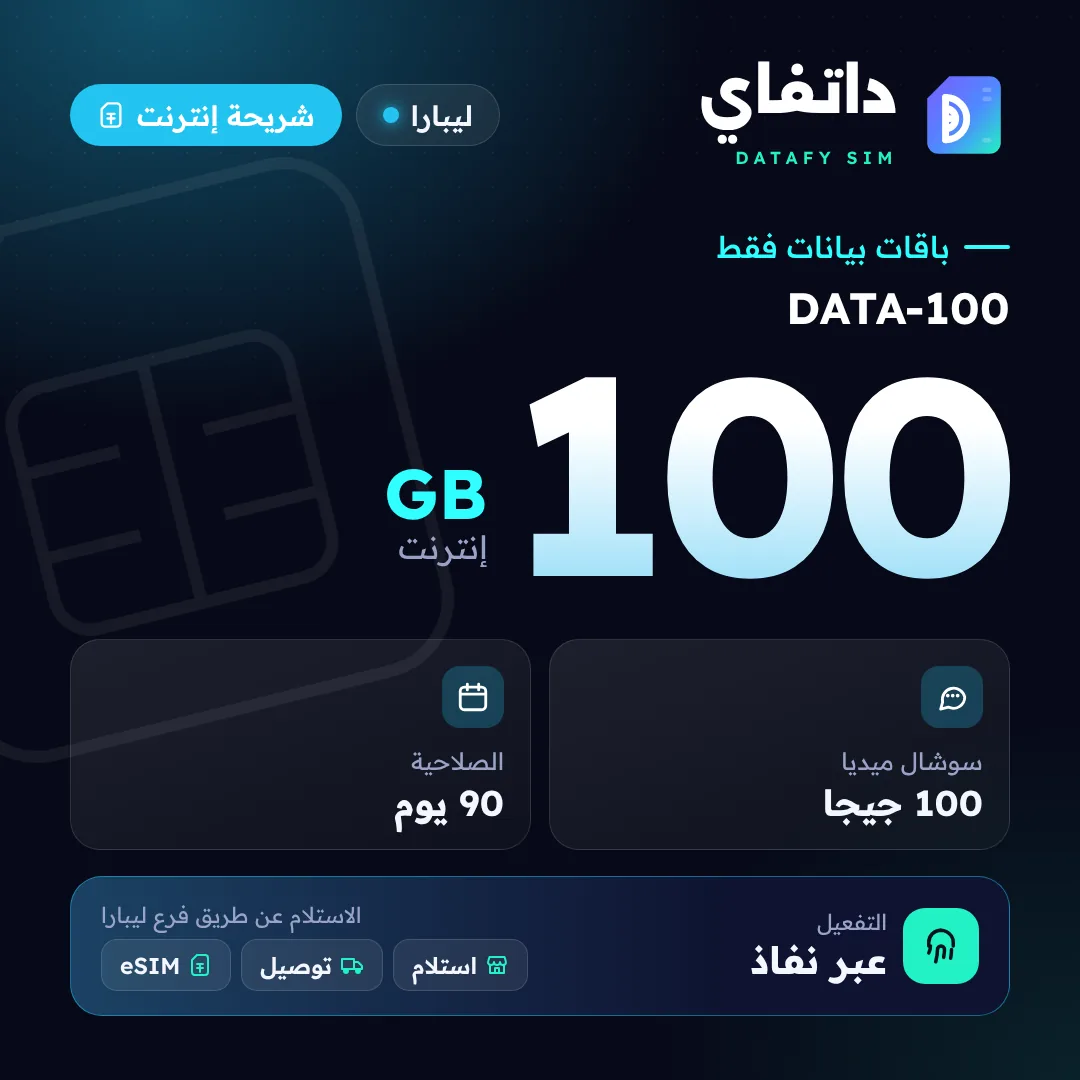 داتفاي
DATAFY SIM
ليبارا
شريحة إنترنت
باقات بيانات فقط
DATA-100
100
GB
إنترنت
سوشال ميديا
100 جيجا
الصلاحية
90 يوم
التفعيل
عبر نفاذ
الاستلام عن طريق فرع ليبارا
استلام
توصيل
eSIM